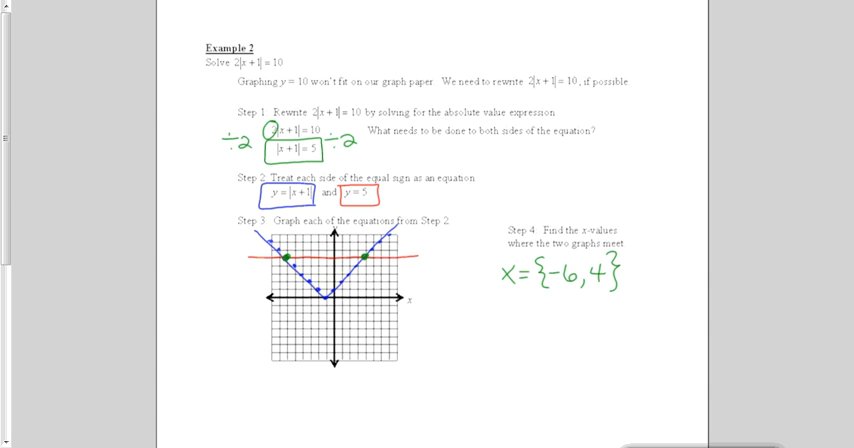 Example 2
Solve 2|x + 1| = 10
Graphing y = 10 won't fit on our graph paper. We need to rewrite 2|x + 1| = 10, if possible
Step 1 Rewrite 2|x + 1| = 10 by solving for the absolute value expression
÷2 2|x + 1| = 10 ÷2 What needs to be done to both sides of the equation?
|x + 1| = 5
Step 2 Treat each side of the equal sign as an equation
y = |x + 1| and y = 5
Step 3 Graph each of the equations from Step 2
Step 4 Find the x-values
where the two graphs meet
x = {-6, 4}
y
x